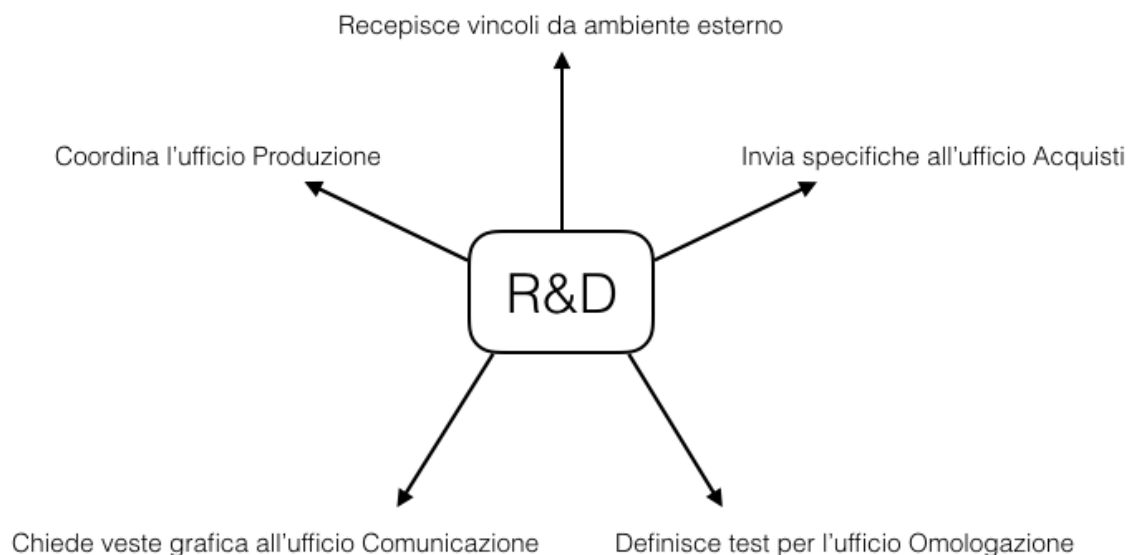 Recepisce vincoli da ambiente esterno
Coordina l'ufficio Produzione
Invia specifiche all'ufficio Acquisti
R&D
Chiede veste grafica all'ufficio Comunicazione
Definisce test per l'ufficio Omologazione